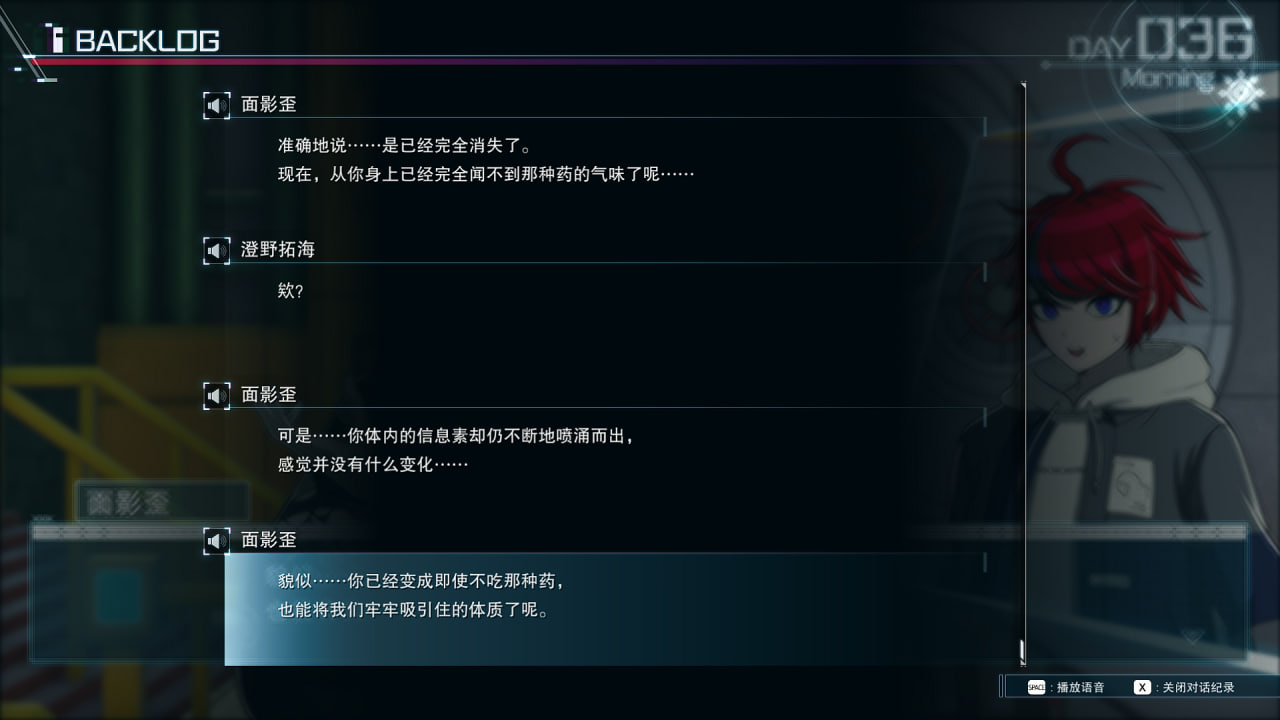 BACKLOG
DAY 036
Morning
面影歪
准确地说……是已经完全消失了。
现在，从你身上已经完全闻不到那种药的气味了呢……
澄野拓海
欸？
面影歪
可是……你体内的信息素却仍不断地喷涌而出，
感觉并没有什么变化……
面影歪
面影歪
貌似……你已经变成即使不吃那种药，
也能将我们牢牢吸引住的体质了呢。
SPACE：播放语音
X：关闭对话纪录